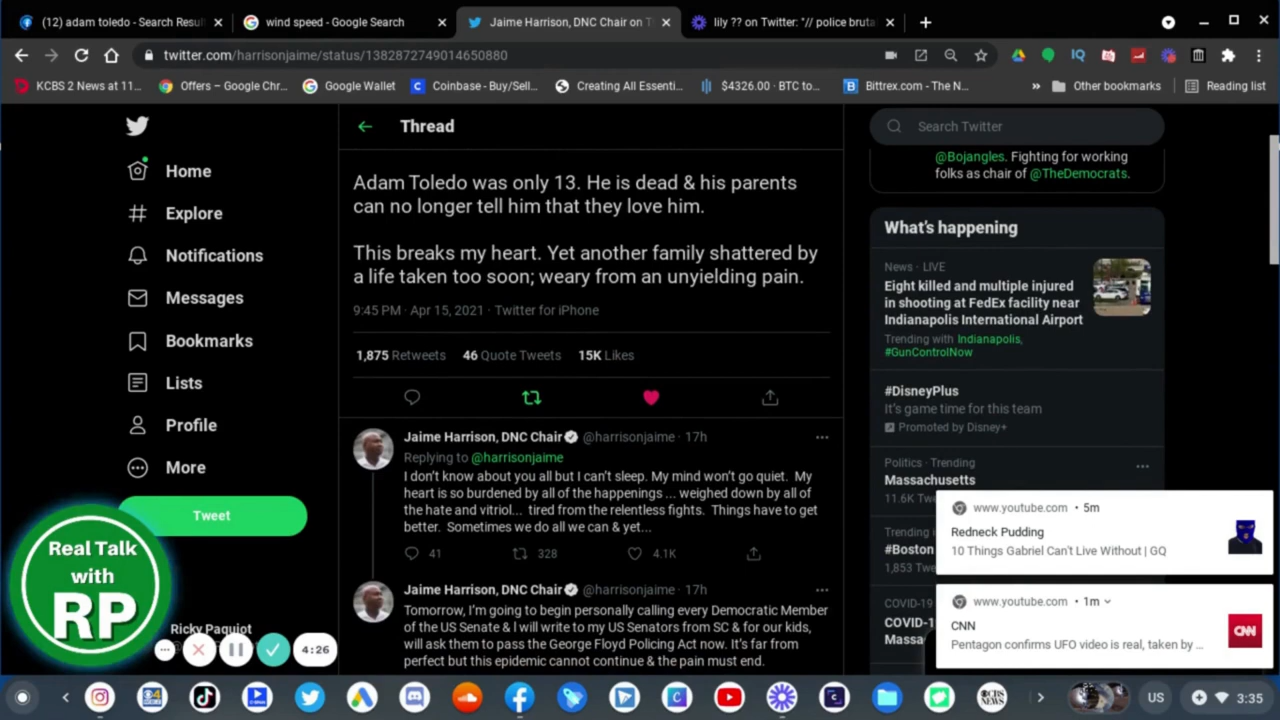 (12) adam toledo - Search Resul
wind speed - Google Search
Jaime Harrison, DNC Chair on T
lily ?? on Twitter: "// police bruta
twitter.com/harrisonjaime/status/1382872749014650880
KCBS 2 News at 11...
Offers – Google Chr...
Google Wallet
Coinbase - Buy/Sell...
Creating All Essenti...
$4326.00 · BTC to...
Bittrex.com - The N...
Other bookmarks
Reading list
Home
Explore
Notifications
Messages
Bookmarks
Lists
Profile
More
Tweet
Thread
Adam Toledo was only 13. He is dead & his parents
can no longer tell him that they love him.
This breaks my heart. Yet another family shattered by
a life taken too soon; weary from an unyielding pain.
9:45 PM · Apr 15, 2021 · Twitter for iPhone
1,875 Retweets 46 Quote Tweets 15K Likes
Jaime Harrison, DNC Chair @harrisonjaime · 17h
Replying to @harrisonjaime
I don't know about you all but I can't sleep. My mind won't go quiet. My
heart is so burdened by all of the happenings ... weighed down by all of
the hate and vitriol... tired from the relentless fights. Things have to get
better. Sometimes we do all we can & yet...
41 328 4.1K
Jaime Harrison, DNC Chair @harrisonjaime · 17h
Tomorrow, I'm going to begin personally calling every Democratic Member
of the US Senate & I will write to my US Senators from SC & for our kids,
will ask them to pass the George Floyd Policing Act now. It's far from
perfect but this epidemic cannot continue & the pain must end.
Search Twitter
@Bojangles. Fighting for working
folks as chair of @TheDemocrats.
What's happening
News · LIVE
Eight killed and multiple injured
in shooting at FedEx facility near
Indianapolis International Airport
Trending with Indianapolis,
#GunControlNow
#DisneyPlus
It's game time for this team
Promoted by Disney+
Politics · Trending
Massachusetts
11.6K Twe
Trending i
#Boston
1,853 Twe
COVID-19
COVID-1
Massa
www.youtube.com • 5m
Redneck Pudding
10 Things Gabriel Can't Live Without | GQ
www.youtube.com • 1m
CNN
Pentagon confirms UFO video is real, taken by ...
CNN
Real Talk
with
RP
Ricky Paquiot
4:26
US
3:35